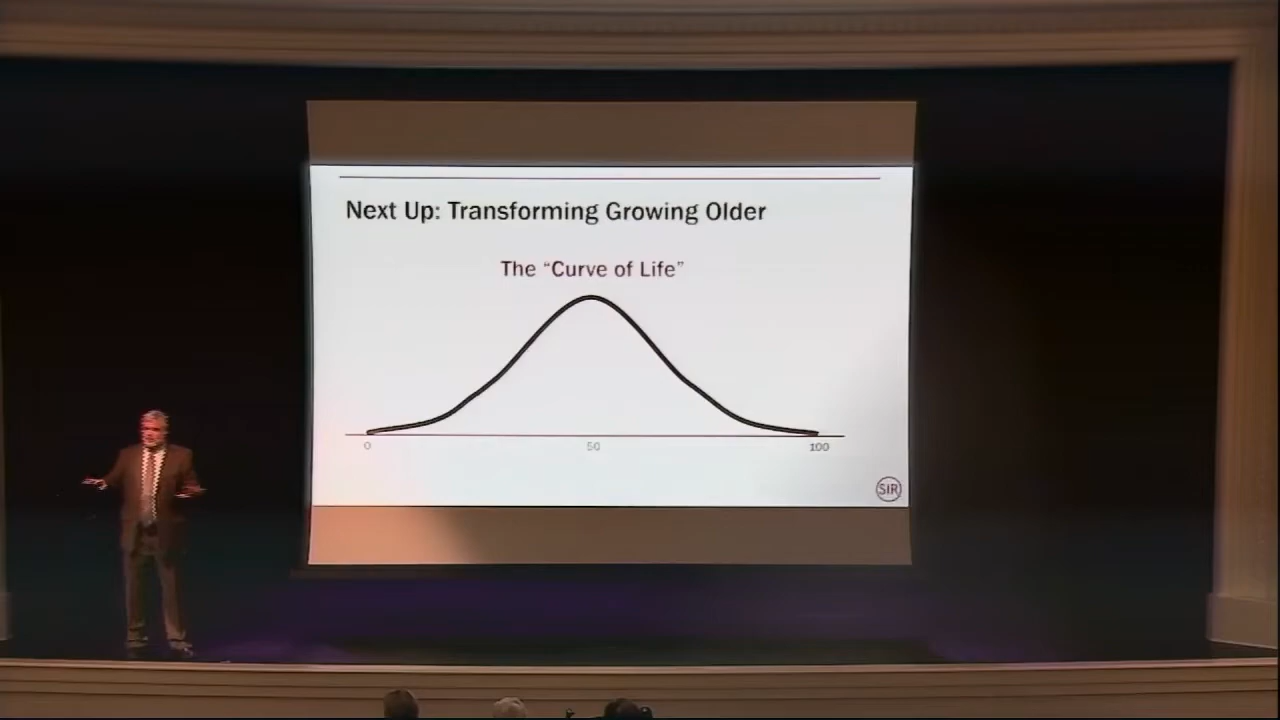 Next Up: Transforming Growing Older
The “Curve of Life”
0 50 100
SIR